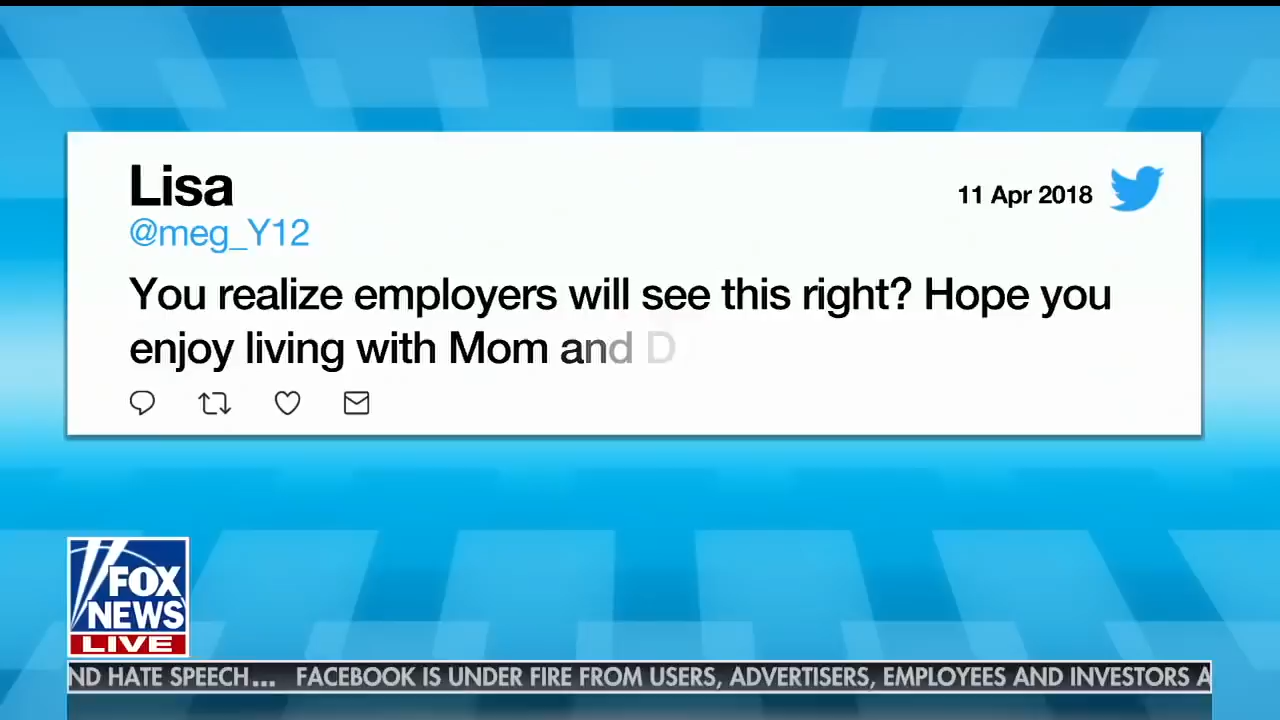 Lisa
11 Apr 2018
@meg_Y12
You realize employers will see this right? Hope you
enjoy living with Mom and D
FOX
NEWS
LIVE
ND HATE SPEECH... FACEBOOK IS UNDER FIRE FROM USERS, ADVERTISERS, EMPLOYEES AND INVESTORS A